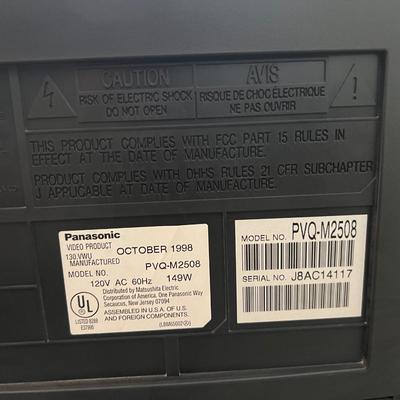 CAUTION
RISK OF ELECTRIC SHOCK
DO NOT OPEN
AVIS
RISQUE DE CHOC ÉLECTRIQUE
NE PAS OUVRIR
THIS PRODUCT COMPLIES WITH FCC PART 15 RULES IN
EFFECT AT THE DATE OF MANUFACTURE.
THIS PRODUCT COMPLIES WITH DHHS RULES 21 CFR SUBCHAPTER
J APPLICABLE AT DATE OF MANUFACTURE.
Panasonic
VIDEO PRODUCT
130.VWU OCTOBER 1998
MANUFACTURED
MODEL NO. PVQ-M2508
120V AC 60Hz 149W
Distributed by Matsushita Electric
Corporation of America, One Panasonic Way
Secaucus, New Jersey 07094
ASSEMBLED IN U.S.A. OF U.S.
AND FOREIGN COMPONENTS.
UL
LISTED
MODEL NO. PVQ-M2508
SERIAL NO. J8AC14117